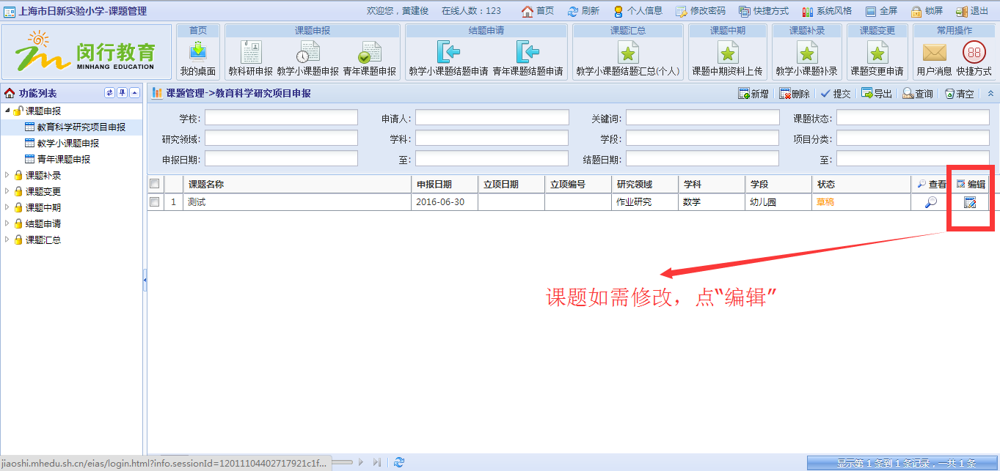 上海市日新实验小学-课题管理
欢迎您，黄建俊 在线人数：123 首页 刷新 个人信息 修改密码 快捷方式 系统风格 全屏 锁屏 退出
闵行教育
MINHANG EDUCATION
首页 课题申报 结题申请 课题汇总 课题中期 课题补录 课题变更 常用操作
88
我的桌面 教科研申报 教学小课题申报 青年课题申报 教学小课题结题申请 青年课题结题申请 教学小课题结题汇总(个人) 课题中期资料上传 教学小课题补录 课题变更申请 用户消息 快捷方式
功能列表
课题申报
教育科学研究项目申报
教学小课题申报
青年课题申报
课题补录
课题变更
课题中期
结题申请
课题汇总
课题管理->教育科学研究项目申报
新增 删除 提交 导出 查询 清空
学校: 申请人: 关键词: 课题状态:
研究领域: 学科: 学段: 项目分类:
申报日期: 至: 结题日期: 至:
课题名称 申报日期 立项日期 立项编号 研究领域 学科 学段 状态 查看 编辑
1 测试 2016-06-30 作业研究 数学 幼儿园 草稿
课题如需修改，点“编辑”
jiaoshi.mhedu.sh.cn/eias/login.html?info.sessionId=12011104402717921c1f...
显示第 1 条到 1 条记录，一共 1 条